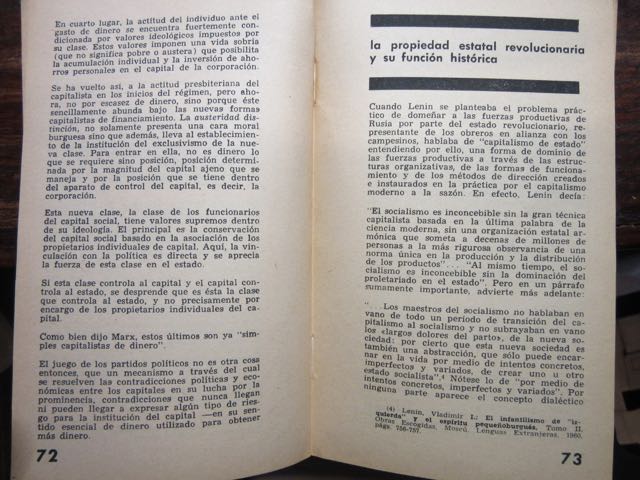 En cuarto lugar, la actitud del individuo ante el
gasto de dinero se encuentra fuertemente con-
dicionada por valores ideológicos impuestos por
su clase. Estos valores imponen una vida sobria
(que no significa pobre o austera) que posibilita
la acumulación individual y la inversión de aho-
rros personales en el capital de la corporación.
Se ha vuelto así, a la actitud presbiteriana del
capitalista en los inicios del régimen, pero aho-
ra, no por escasez de dinero, sino porque éste
sencillamente abunda bajo las nuevas formas
capitalistas de financiamiento. La austeridad dis-
tinción, no solamente presenta una cara moral
burguesa sino que además, lleva al establecimien-
to de la institución del exclusivismo de la nue-
va clase. Para entrar en ella, no es dinero lo
que se requiere sino posición, posición determi-
nada por la magnitud del capital ajeno que se
maneja y por la posición que se tiene dentro
del aparato de control del capital, es decir, la
corporación.
Esta nueva clase, la clase de los funcionarios
del capital social, tiene valores supremos dentro
de su ideología. El principal es la conservación
del capital social basado en la asociación de los
propietarios individuales de capital. Aquí, la vin-
culación con la política es directa y se aprecia
la fuerza de esta clase en el estado.
Si esta clase controla al capital y el capital con-
trola al estado, se desprende que es ésta la clase
que controla al estado, y no precisamente por
encargo de los propietarios individuales del ca-
pital.
Como bien dijo Marx, estos últimos son ya "sim-
ples capitalistas de dinero".
El juego de los partidos políticos no es otra cosa
entonces, que un mecanismo a través del cual
se resuelven las contradicciones políticas y eco-
nómicas entre los capitales en su lucha por la
prominencia, contradicciones que nunca llegan
ni pueden llegar a expresar algún tipo de ries-
go para la institución del capital —en su sen-
tido esencial de dinero utilizado para obtener
más dinero.
72
la propiedad estatal revolucionaria
y su función histórica
Cuando Lenin se planteaba el problema prác-
tico de domeñar a las fuerzas productivas de
Rusia por parte del estado revolucionario, re-
presentante de los obreros en alianza con los
campesinos, hablaba de "capitalismo de estado"
entendiendo por ello, una forma de dominio de
las fuerzas productivas a través de las estruc-
turas organizativas, de las formas de funciona-
miento y de los métodos de dirección creados
e instaurados en la práctica por el capitalismo
moderno a la sazón. En efecto, Lenin decía:
"El socialismo es inconcebible sin la gran técnica
capitalista basada en la última palabra de la
ciencia moderna, sin una organización estatal ar-
mónica que someta a decenas de millones de
personas a la más rigurosa observancia de una
norma única en la producción y la distribución
de los productos"... "Al mismo tiempo, el so-
cialismo es inconcebible sin la dominación del
proletariado en el estado". Pero en un párrafo
sumamente importante, advierte más adelante:
"...Los maestros del socialismo no hablaban en
vano de todo un período de transición del ca-
pitalismo al socialismo y no subrayaban en vano
los «largos dolores del parto», de la nueva so-
ciedad: por cierto que esta nueva sociedad es
también una abstracción, que sólo puede encar-
nar en la vida por medio de intentos concretos,
imperfectos y variados, de crear uno u otro
estado socialista".⁴ Nótese lo de "por medio de
intentos concretos, imperfectos y variados". Por
ninguna parte aparece el concepto dialéctico
(4) Lenin, Vladimir I.: El infantilismo de "iz-
quierda" y el espíritu pequeñoburgués, Tomo II,
Obras Escogidas, Moscú, Lenguas Extranjeras, 1960,
págs. 756-757.
73